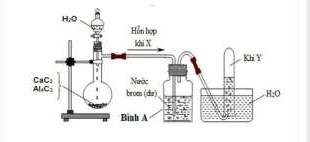 H₂O
Hỗn hợp
khí X
Khí Y
CaC₂
Al₄C₃
Nước
brom (dư)
H₂O
Bình A